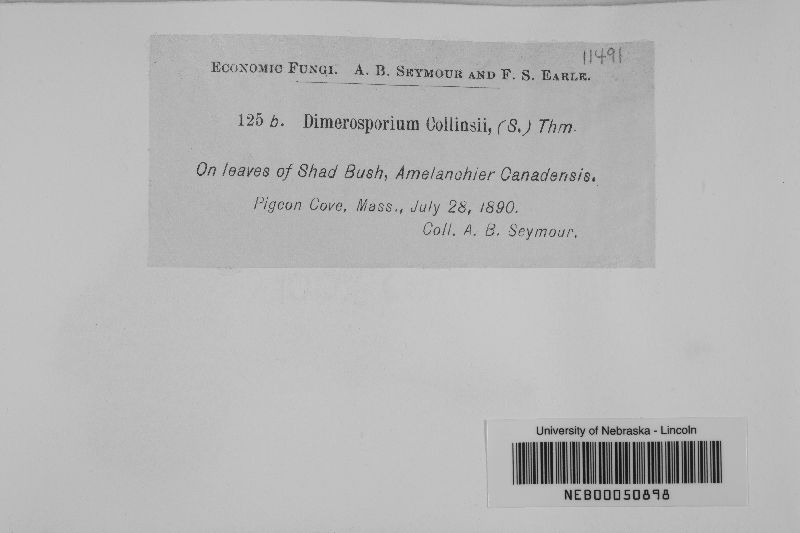 11491
ECONOMIC FUNGI. A. B. SEYMOUR AND F. S. EARLE.
125 b. Dimerosporium Collinsii, (S.) Thm.
On leaves of Shad Bush, Amelanchier Canadensis.
Pigeon Cove, Mass., July 28, 1890.
Coll. A. B. Seymour.
University of Nebraska - Lincoln
NEB00050898